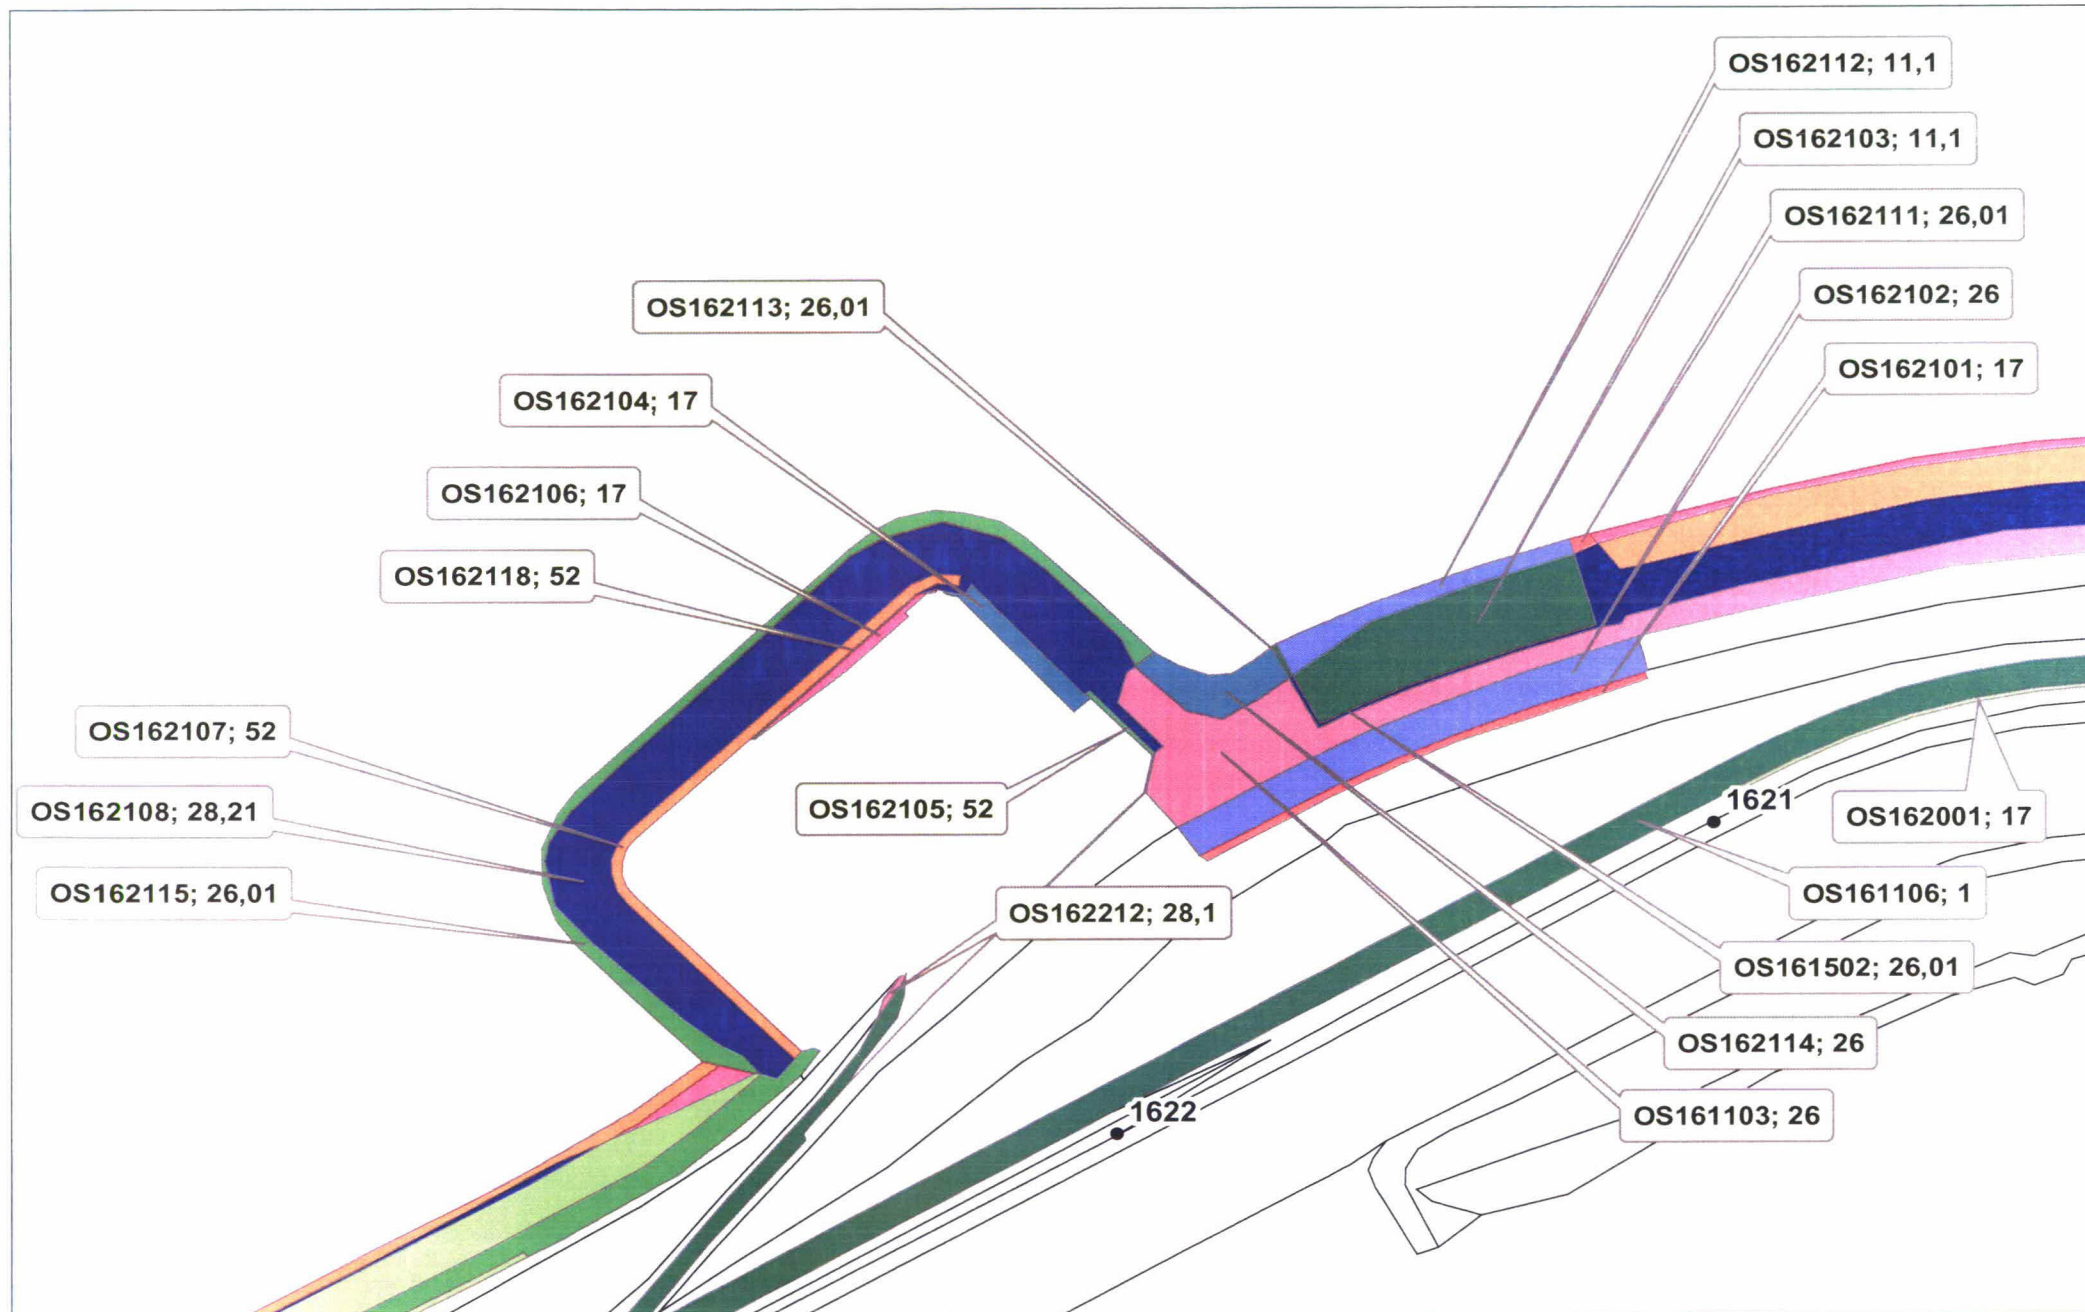 OS162112; 11,1
OS162103; 11,1
OS162111; 26,01
OS162102; 26
OS162113; 26,01
OS162101; 17
OS162104; 17
OS162106; 17
OS162118; 52
OS162107; 52
OS162108; 28,21
OS162105; 52
1621
OS162001; 17
OS162115; 26,01
OS161106; 1
OS162212; 28,1
OS161502; 26,01
OS162114; 26
1622
OS161103; 26